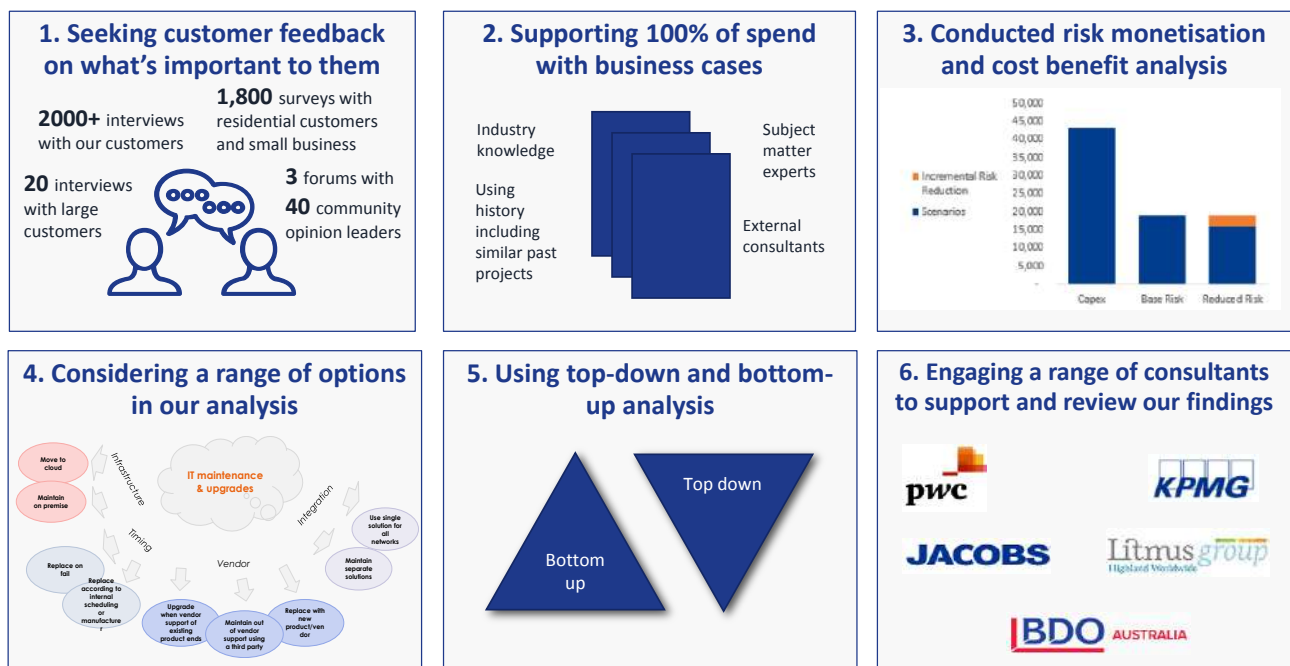 1. Seeking customer feedback
on what's important to them
2000+ interviews
with our customers
1,800 surveys with
residential customers
and small business
20 interviews
with large
customers
3 forums with
40 community
opinion leaders
2. Supporting 100% of spend
with business cases
Industry
knowledge
Using
history
including
similar past
projects
Subject
matter
experts
External
consultants
3. Conducted risk monetisation
and cost benefit analysis
50,000
45,000
40,000
35,000
30,000
25,000
20,000
15,000
10,000
5,000
-
Incremental Risk
Reduction
Scenarios
Capex
Base Risk
Reduced Risk
4. Considering a range of options
in our analysis
IT maintenance
& upgrades
Infrastructure
Move to
cloud
Maintain
on premise
Timing
Replace on
fail
Replace
according to
internal
scheduling
or
manufacture
r
Vendor
Upgrade
when vendor
support of
existing
product ends
Maintain out
of vendor
support using
a third party
Replace with
new
product/ven
dor
Integration
Use single
solution for
all
networks
Maintain
separate
solutions
5. Using top-down and bottom-
up analysis
Bottom
up
Top down
6. Engaging a range of consultants
to support and review our findings
pwc
KPMG
JACOBS
Litmus group
Highland Worldwide
BDO AUSTRALIA